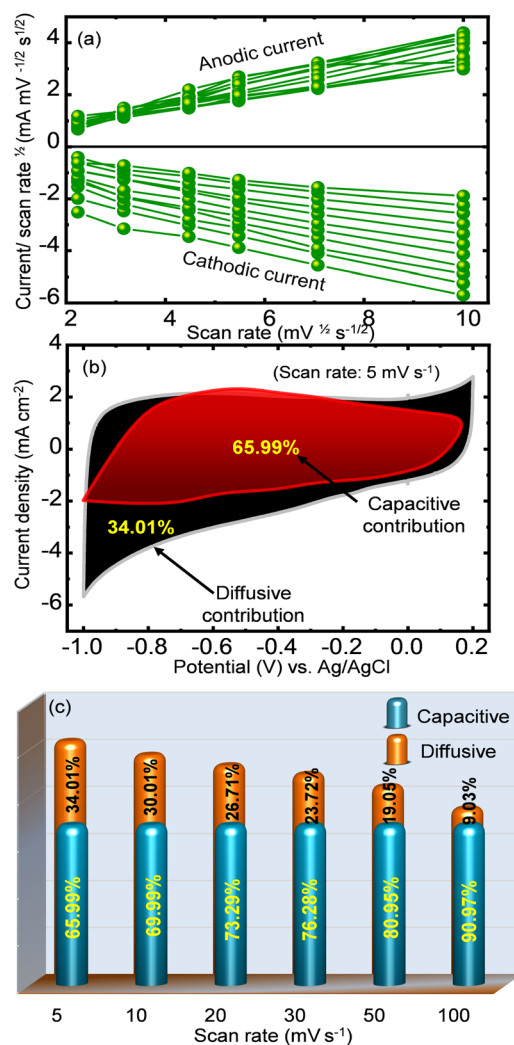 (a)
Anodic current
Cathodic current
Current/ scan rate ½ (mA mV -1/2 s1/2)
4
2
0
-2
-4
-6
2
4
6
8
10
Scan rate (mV ½ s-1/2)
(b)
(Scan rate: 5 mV s-1)
65.99%
34.01%
Capacitive
contribution
Diffusive
contribution
Current density (mA cm-2)
4
2
0
-2
-4
-6
-1.0
-0.8
-0.6
-0.4
-0.2
0.0
0.2
Potential (V) vs. Ag/AgCl
(c)
Capacitive
Diffusive
34.01%
30.01%
26.71%
23.72%
19.05%
9.03%
65.99%
69.99%
73.29%
76.28%
80.95%
90.97%
5
10
20
30
50
100
Scan rate (mV s-1)